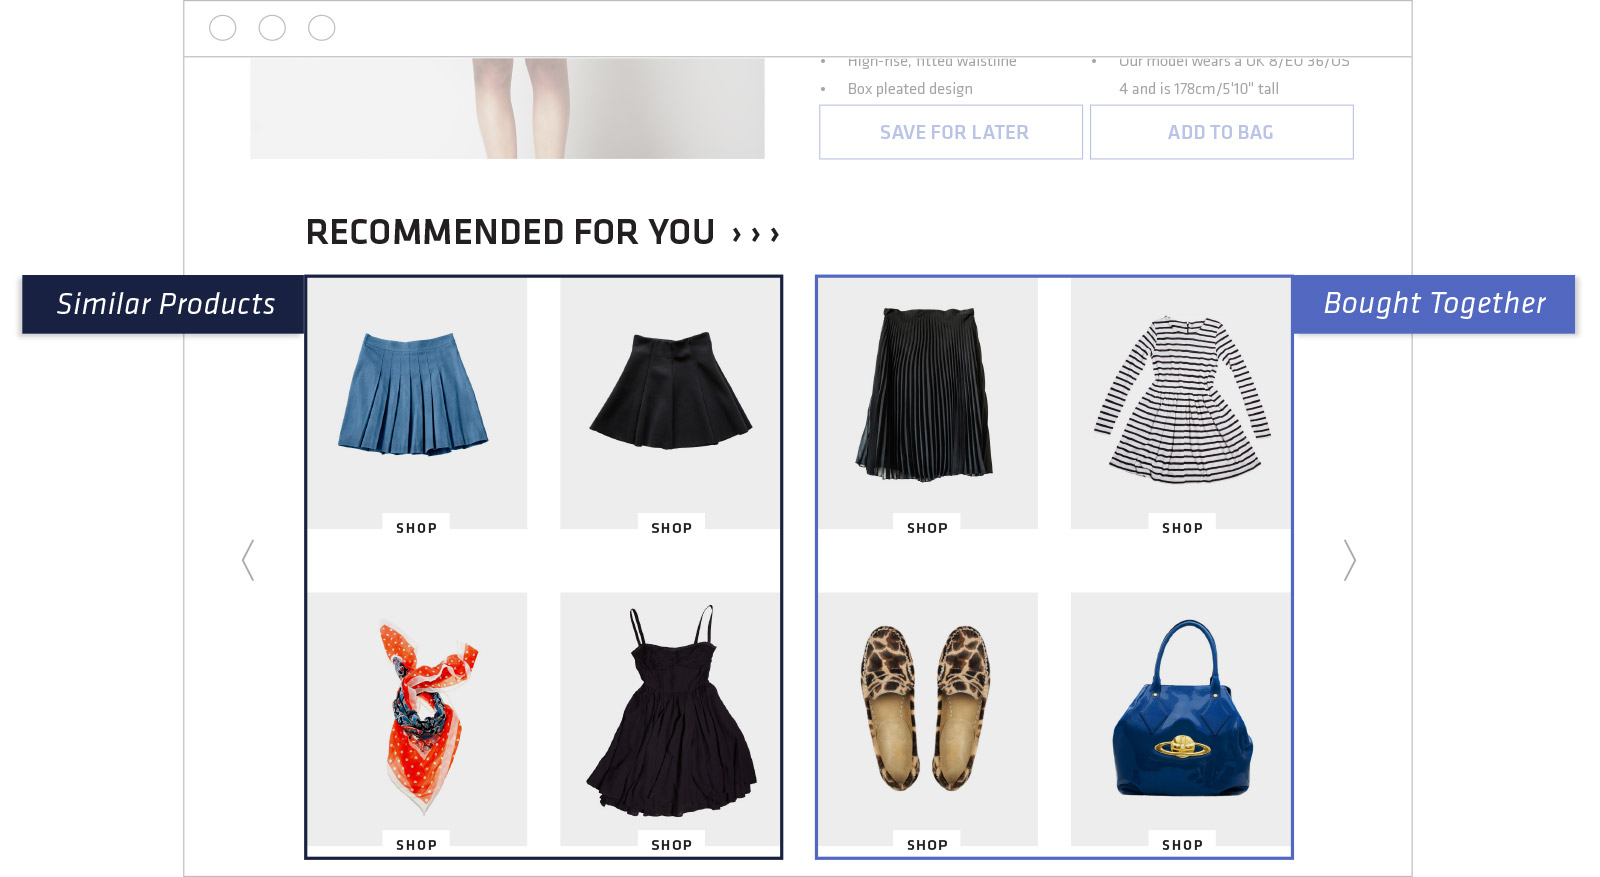 • High-rise, fitted waistline
• Box pleated design
• Our model wears a UK 8/EU 36/US
4 and is 178cm/5'10" tall
SAVE FOR LATER
ADD TO BAG
RECOMMENDED FOR YOU › › ›
Similar Products
Bought Together
SHOP
SHOP
SHOP
SHOP
SHOP
SHOP
SHOP
SHOP